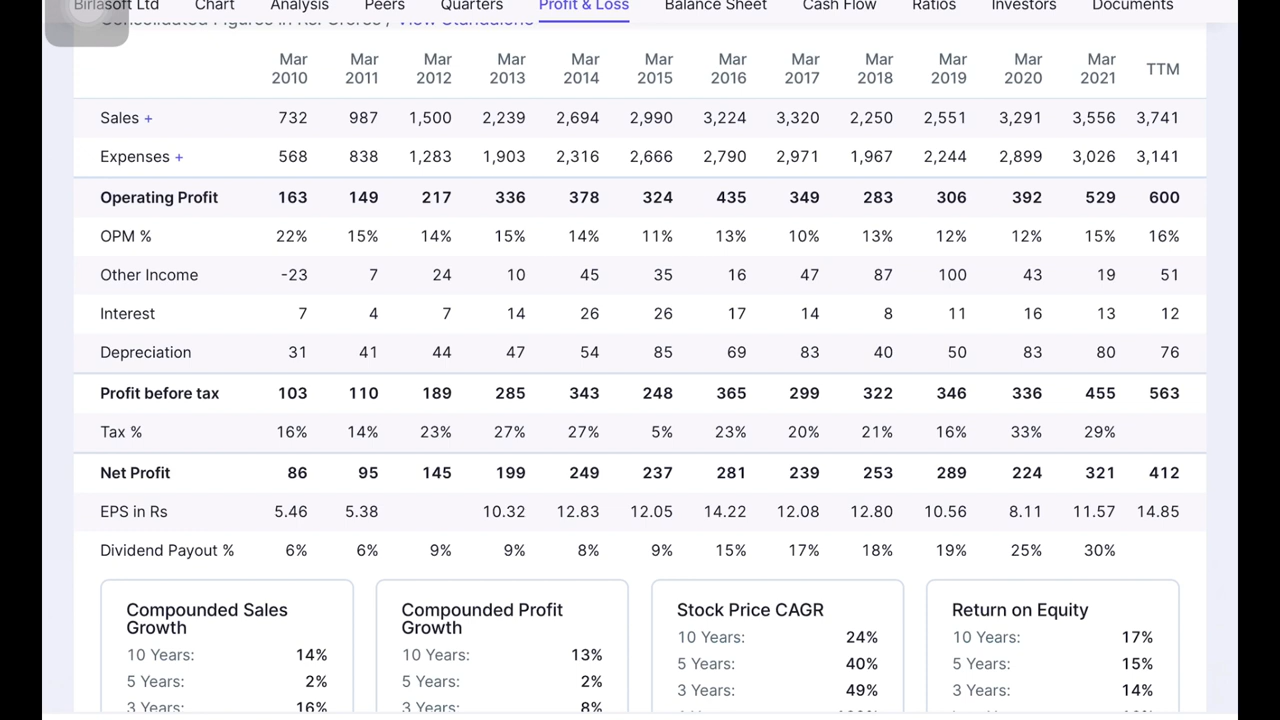 Birlasoft Ltd Chart Analysis Peers Quarters Profit & Loss Balance Sheet Cash Flow Ratios Investors Documents
Consolidated Figures in Rs. Crores / View Standalone
Mar 2010 Mar 2011 Mar 2012 Mar 2013 Mar 2014 Mar 2015 Mar 2016 Mar 2017 Mar 2018 Mar 2019 Mar 2020 Mar 2021 TTM
Sales + 732 987 1,500 2,239 2,694 2,990 3,224 3,320 2,250 2,551 3,291 3,556 3,741
Expenses + 568 838 1,283 1,903 2,316 2,666 2,790 2,971 1,967 2,244 2,899 3,026 3,141
Operating Profit 163 149 217 336 378 324 435 349 283 306 392 529 600
OPM % 22% 15% 14% 15% 14% 11% 13% 10% 13% 12% 12% 15% 16%
Other Income -23 7 24 10 45 35 16 47 87 100 43 19 51
Interest 7 4 7 14 26 26 17 14 8 11 16 13 12
Depreciation 31 41 44 47 54 85 69 83 40 50 83 80 76
Profit before tax 103 110 189 285 343 248 365 299 322 346 336 455 563
Tax % 16% 14% 23% 27% 27% 5% 23% 20% 21% 16% 33% 29%
Net Profit 86 95 145 199 249 237 281 239 253 289 224 321 412
EPS in Rs 5.46 5.38 10.32 12.83 12.05 14.22 12.08 12.80 10.56 8.11 11.57 14.85
Dividend Payout % 6% 6% 9% 9% 8% 9% 15% 17% 18% 19% 25% 30%
Compounded Sales Growth
10 Years: 14%
5 Years: 2%
3 Years: 16%
Compounded Profit Growth
10 Years: 13%
5 Years: 2%
3 Years: 8%
Stock Price CAGR
10 Years: 24%
5 Years: 40%
3 Years: 49%
Return on Equity
10 Years: 17%
5 Years: 15%
3 Years: 14%